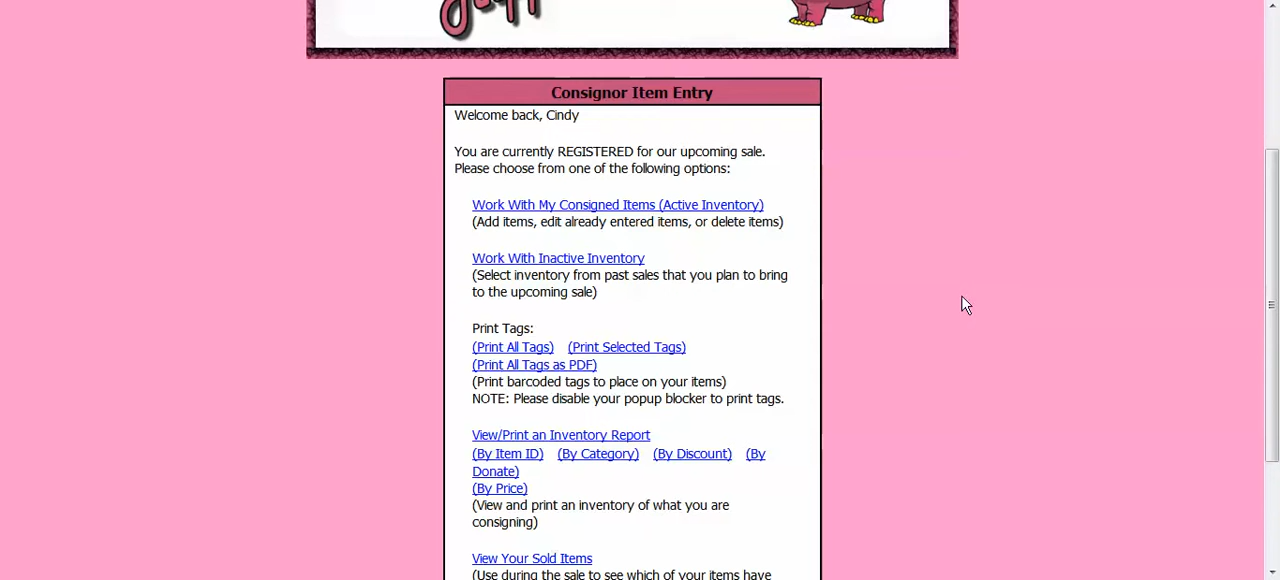 Consignor Item Entry
Welcome back, Cindy
You are currently REGISTERED for our upcoming sale.
Please choose from one of the following options:
Work With My Consigned Items (Active Inventory)
(Add items, edit already entered items, or delete items)
Work With Inactive Inventory
(Select inventory from past sales that you plan to bring
to the upcoming sale)
Print Tags:
(Print All Tags) (Print Selected Tags)
(Print All Tags as PDF)
(Print barcoded tags to place on your items)
NOTE: Please disable your popup blocker to print tags.
View/Print an Inventory Report
(By Item ID) (By Category) (By Discount) (By
Donate)
(By Price)
(View and print an inventory of what you are
consigning)
View Your Sold Items
(Use during the sale to see which of your items have